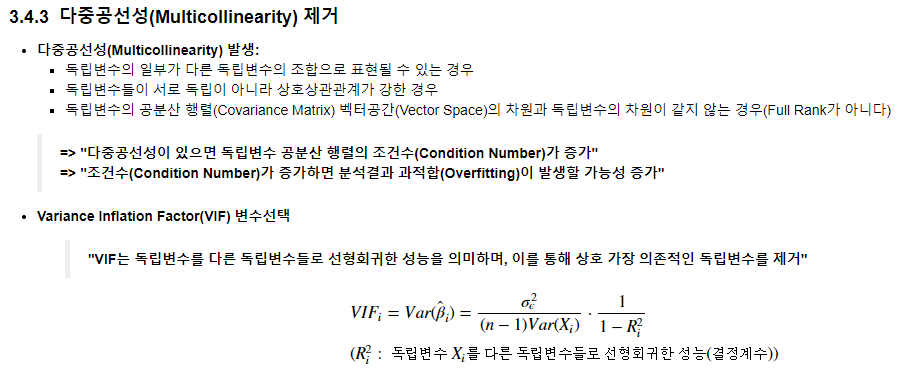 3.4.3 다중공선성(Multicollinearity) 제거
• 다중공선성(Multicollinearity) 발생:
▪ 독립변수의 일부가 다른 독립변수의 조합으로 표현될 수 있는 경우
▪ 독립변수들이 서로 독립이 아니라 상호상관관계가 강한 경우
▪ 독립변수의 공분산 행렬(Covariance Matrix) 벡터공간(Vector Space)의 차원과 독립변수의 차원이 같지 않는 경우(Full Rank가 아니다)
=> "다중공선성이 있으면 독립변수 공분산 행렬의 조건수(Condition Number)가 증가"
=> "조건수(Condition Number)가 증가하면 분석결과 과적합(Overfitting)이 발생할 가능성 증가"
• Variance Inflation Factor(VIF) 변수선택
"VIF는 독립변수를 다른 독립변수들로 선형회귀한 성능을 의미하며, 이를 통해 상호 가장 의존적인 독립변수를 제거"
$VIF_i = Var(\hat{\beta}_i) = \frac{\sigma_\epsilon^2}{(n-1)Var(X_i)} \cdot \frac{1}{1-R_i^2}$
($R_i^2$ : 독립변수 $X_i$를 다른 독립변수들로 선형회귀한 성능(결정계수))